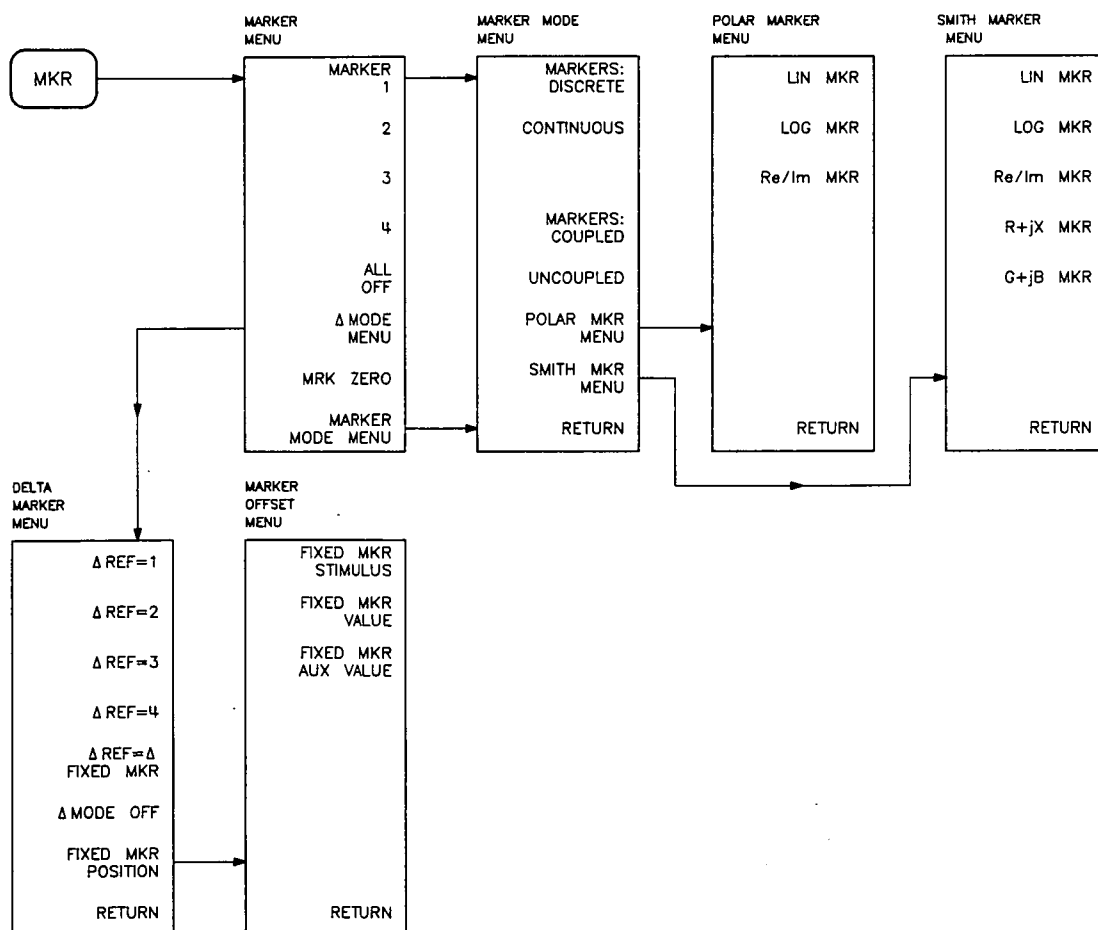 MKR
MARKER
MENU
MARKER
1
2
3
4
ALL
OFF
Δ MODE
MENU
MRK ZERO
MARKER
MODE MENU
MARKER MODE
MENU
MARKERS:
DISCRETE
CONTINUOUS
MARKERS:
COUPLED
UNCOUPLED
POLAR MKR
MENU
SMITH MKR
MENU
RETURN
POLAR MARKER
MENU
LIN MKR
LOG MKR
Re/Im MKR
RETURN
SMITH MARKER
MENU
LIN MKR
LOG MKR
Re/Im MKR
R+jX MKR
G+jB MKR
RETURN
DELTA
MARKER
MENU
Δ REF=1
Δ REF=2
Δ REF=3
Δ REF=4
Δ REF=Δ
FIXED MKR
Δ MODE OFF
FIXED MKR
POSITION
RETURN
MARKER
OFFSET
MENU
FIXED MKR
STIMULUS
FIXED MKR
VALUE
FIXED MKR
AUX VALUE
RETURN